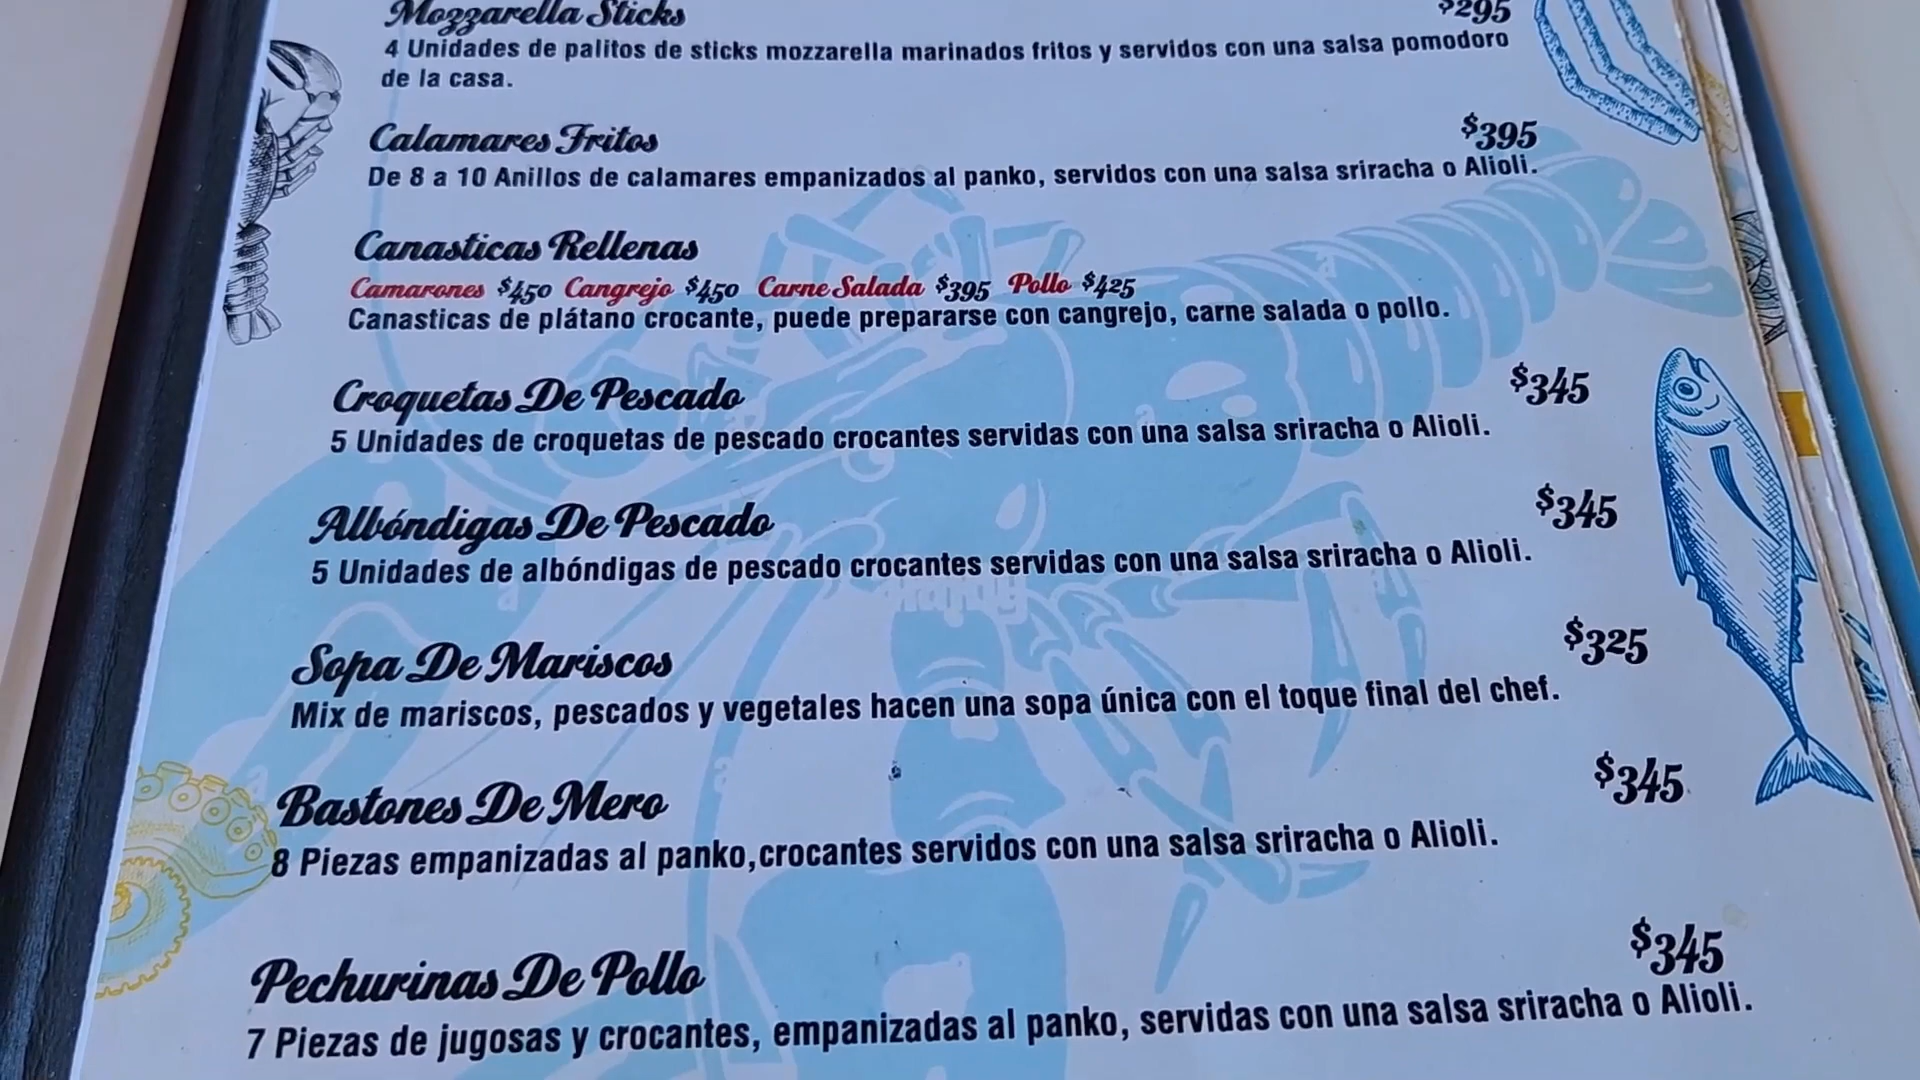 Mozzarella Sticks $295
4 Unidades de palitos de sticks mozzarella marinados fritos y servidos con una salsa pomodoro
de la casa.
Calamares Fritos $395
De 8 a 10 Anillos de calamares empanizados al panko, servidos con una salsa sriracha o Alioli.
Canasticas Rellenas
Camarones $450 Cangrejo $450 Carne Salada $395 Pollo $425
Canasticas de plátano crocante, puede prepararse con cangrejo, carne salada o pollo.
Croquetas De Pescado $345
5 Unidades de croquetas de pescado crocantes servidas con una salsa sriracha o Alioli.
Albóndigas De Pescado $345
5 Unidades de albóndigas de pescado crocantes servidas con una salsa sriracha o Alioli.
Sopa De Mariscos $325
Mix de mariscos, pescados y vegetales hacen una sopa única con el toque final del chef.
Bastones De Mero $345
8 Piezas empanizadas al panko,crocantes servidos con una salsa sriracha o Alioli.
Pechurinas De Pollo $345
7 Piezas de jugosas y crocantes, empanizadas al panko, servidas con una salsa sriracha o Alioli.